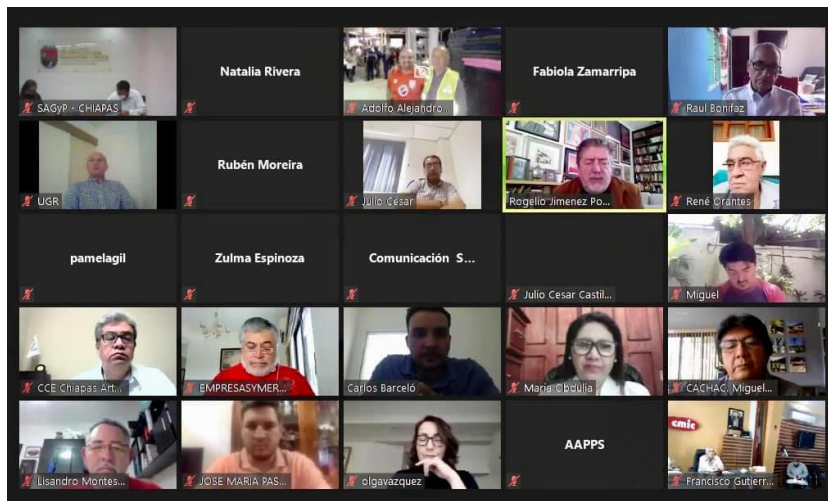 SAGyP - CHIAPAS
Natalia Rivera
Adolfo Alejandro...
Fabiola Zamarripa
Raul Bonifaz
UGR
Rubén Moreira
Julio César
Rogelio Jimenez Po...
René Orantes
pamelagil
Zulma Espinoza
Comunicación S...
Julio Cesar Castil...
Miguel
CCE Chiapas Art...
EMPRESASYMER...
Carlos Barceló
María Obdulia
CACHAC. Miguel...
Lisandro Montes...
JOSE MARIA PAS...
olgavazquez
AAPPS
cmic
Francisco Gutierr...